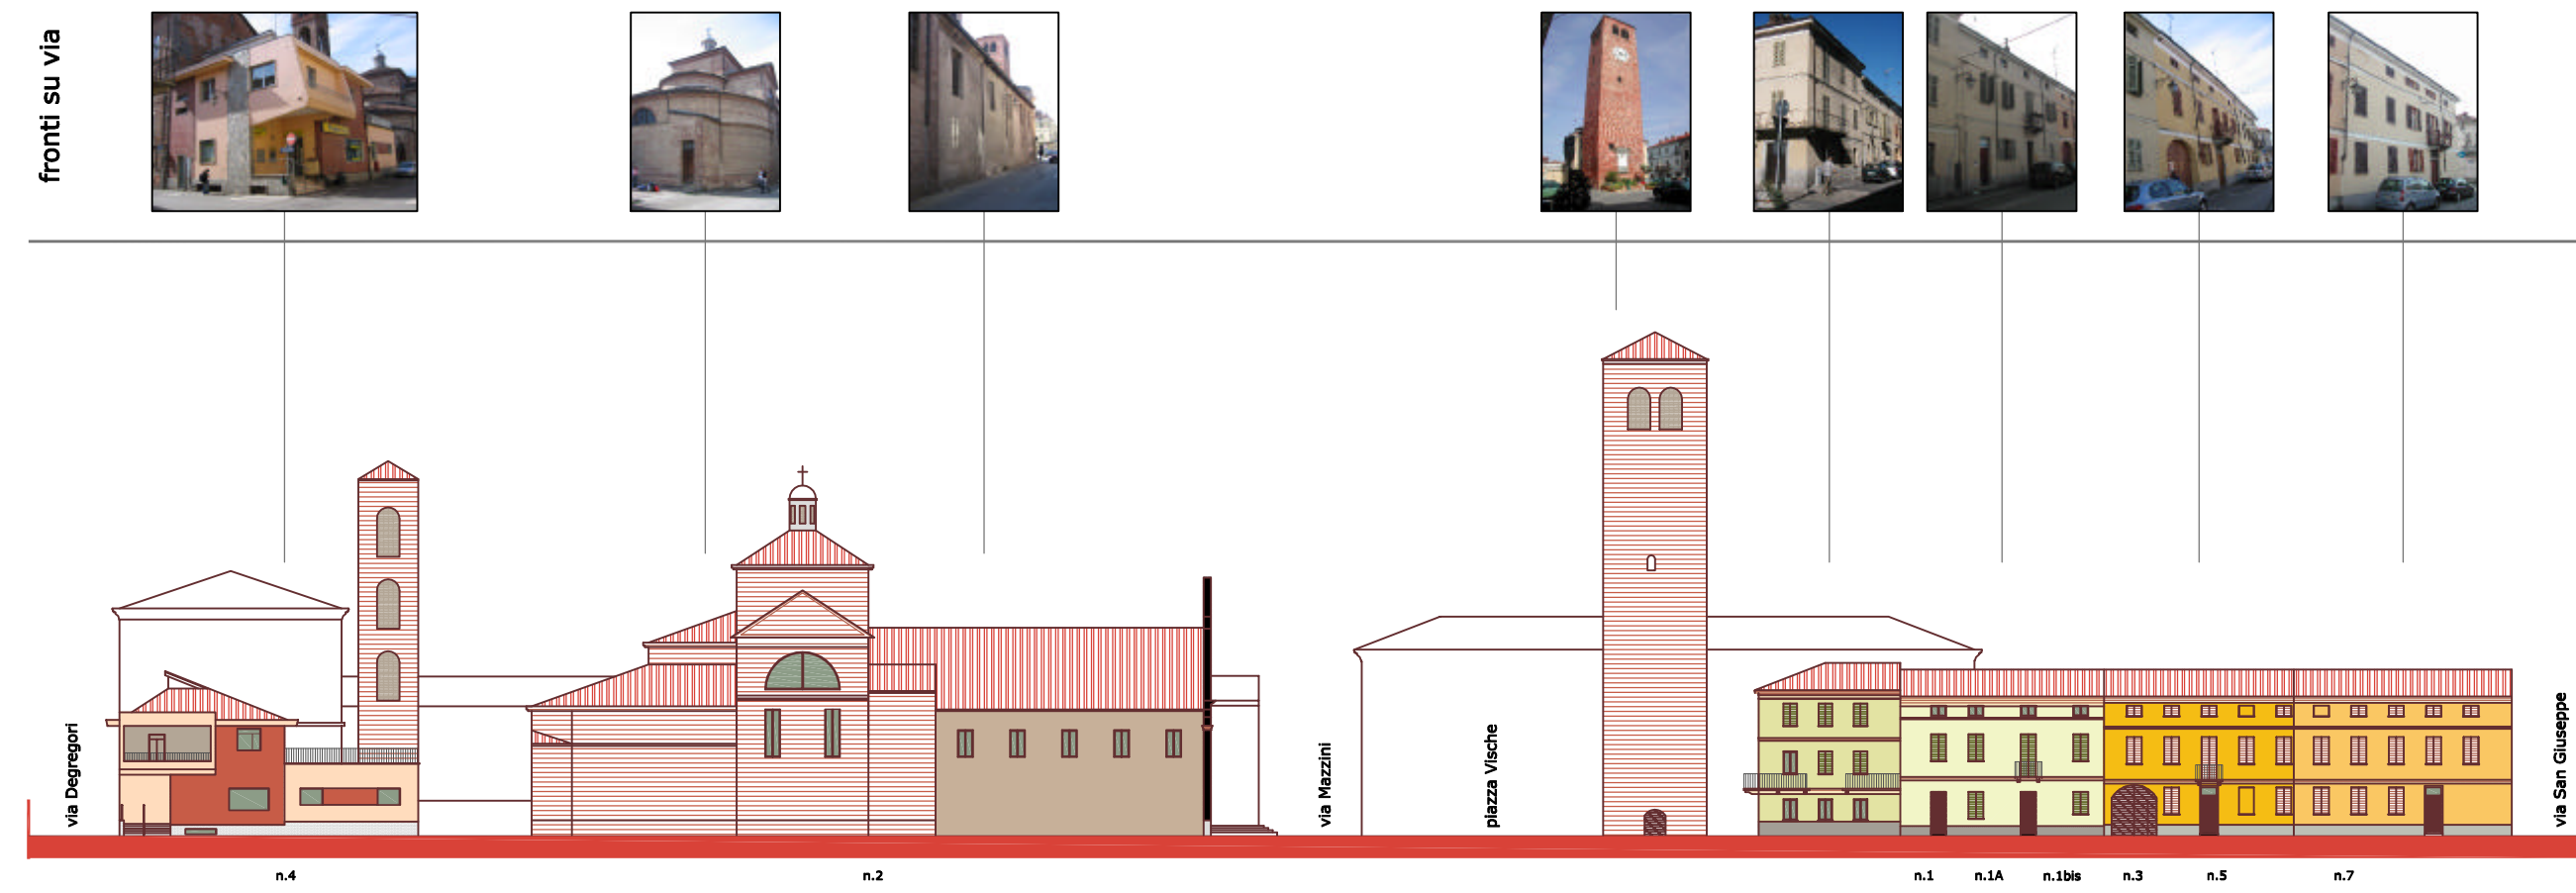 fronti su via
via Degregori
via Mazzini
piazza Vische
via San Giuseppe
n.4
n.2
n.1
n.1A
n.1bis
n.3
n.5
n.7